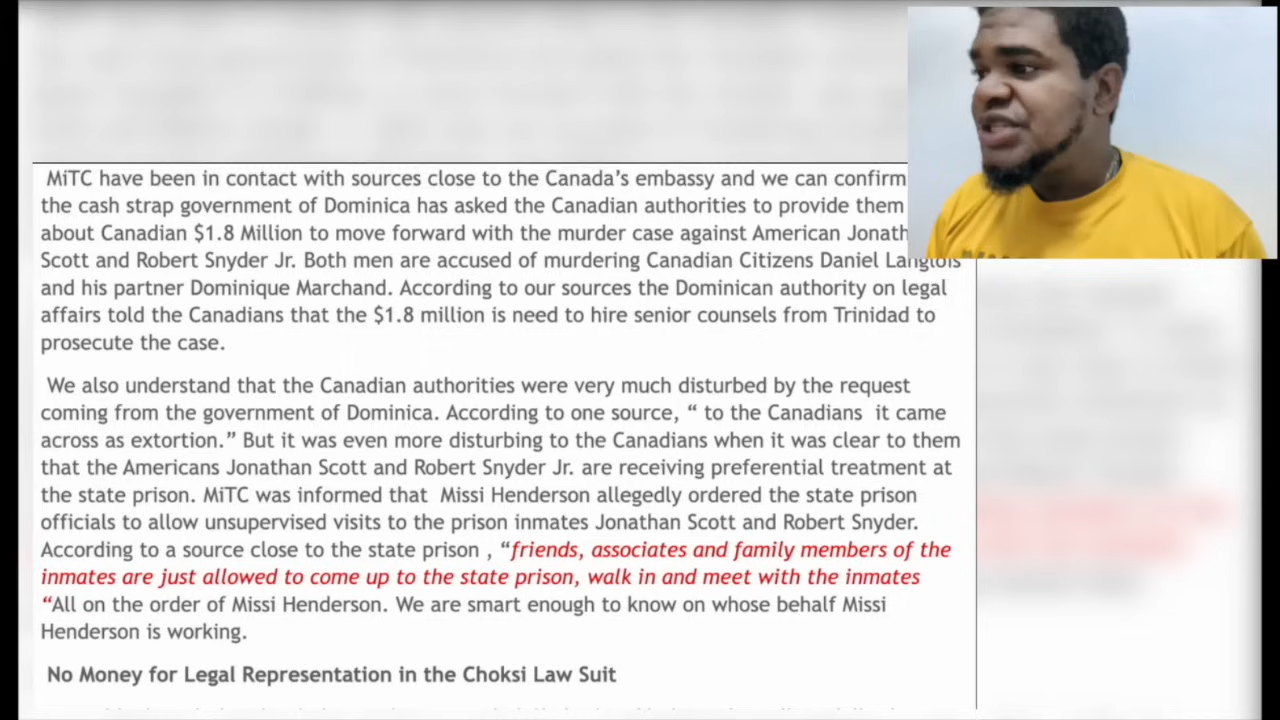 MiTC have been in contact with sources close to the Canada's embassy and we can confirm
the cash strap government of Dominica has asked the Canadian authorities to provide them
about Canadian $1.8 Million to move forward with the murder case against American
Scott and Robert Snyder Jr. Both men are accused of murdering Canadian Citizens Daniel Langlois
and his partner Dominique Marchand. According to our sources the Dominican authority on legal
affairs told the Canadians that the $1.8 million is need to hire senior counsels from Trinidad to
prosecute the case.
We also understand that the Canadian authorities were very much disturbed by the request
coming from the government of Dominica. According to one source, “ to the Canadians it came
across as extortion.” But it was even more disturbing to the Canadians when it was clear to them
that the Americans Jonathan Scott and Robert Snyder Jr. are receiving preferential treatment at
the state prison. MiTC was informed that Missi Henderson allegedly ordered the state prison
officials to allow unsupervised visits to the prison inmates Jonathan Scott and Robert Snyder.
According to a source close to the state prison , “friends, associates and family members of the
inmates are just allowed to come up to the state prison, walk in and meet with the inmates
“All on the order of Missi Henderson. We are smart enough to know on whose behalf Missi
Henderson is working.
No Money for Legal Representation in the Choksi Law Suit